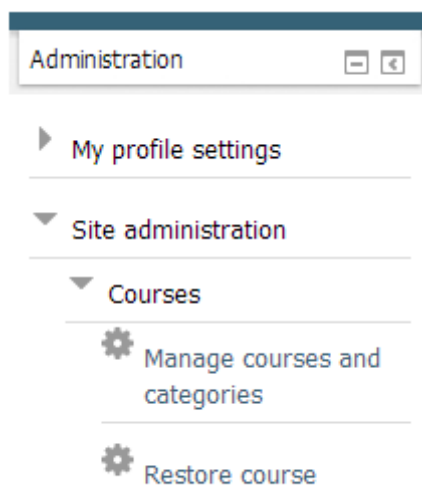 Administration
My profile settings
Site administration
Courses
Manage courses and
categories
Restore course